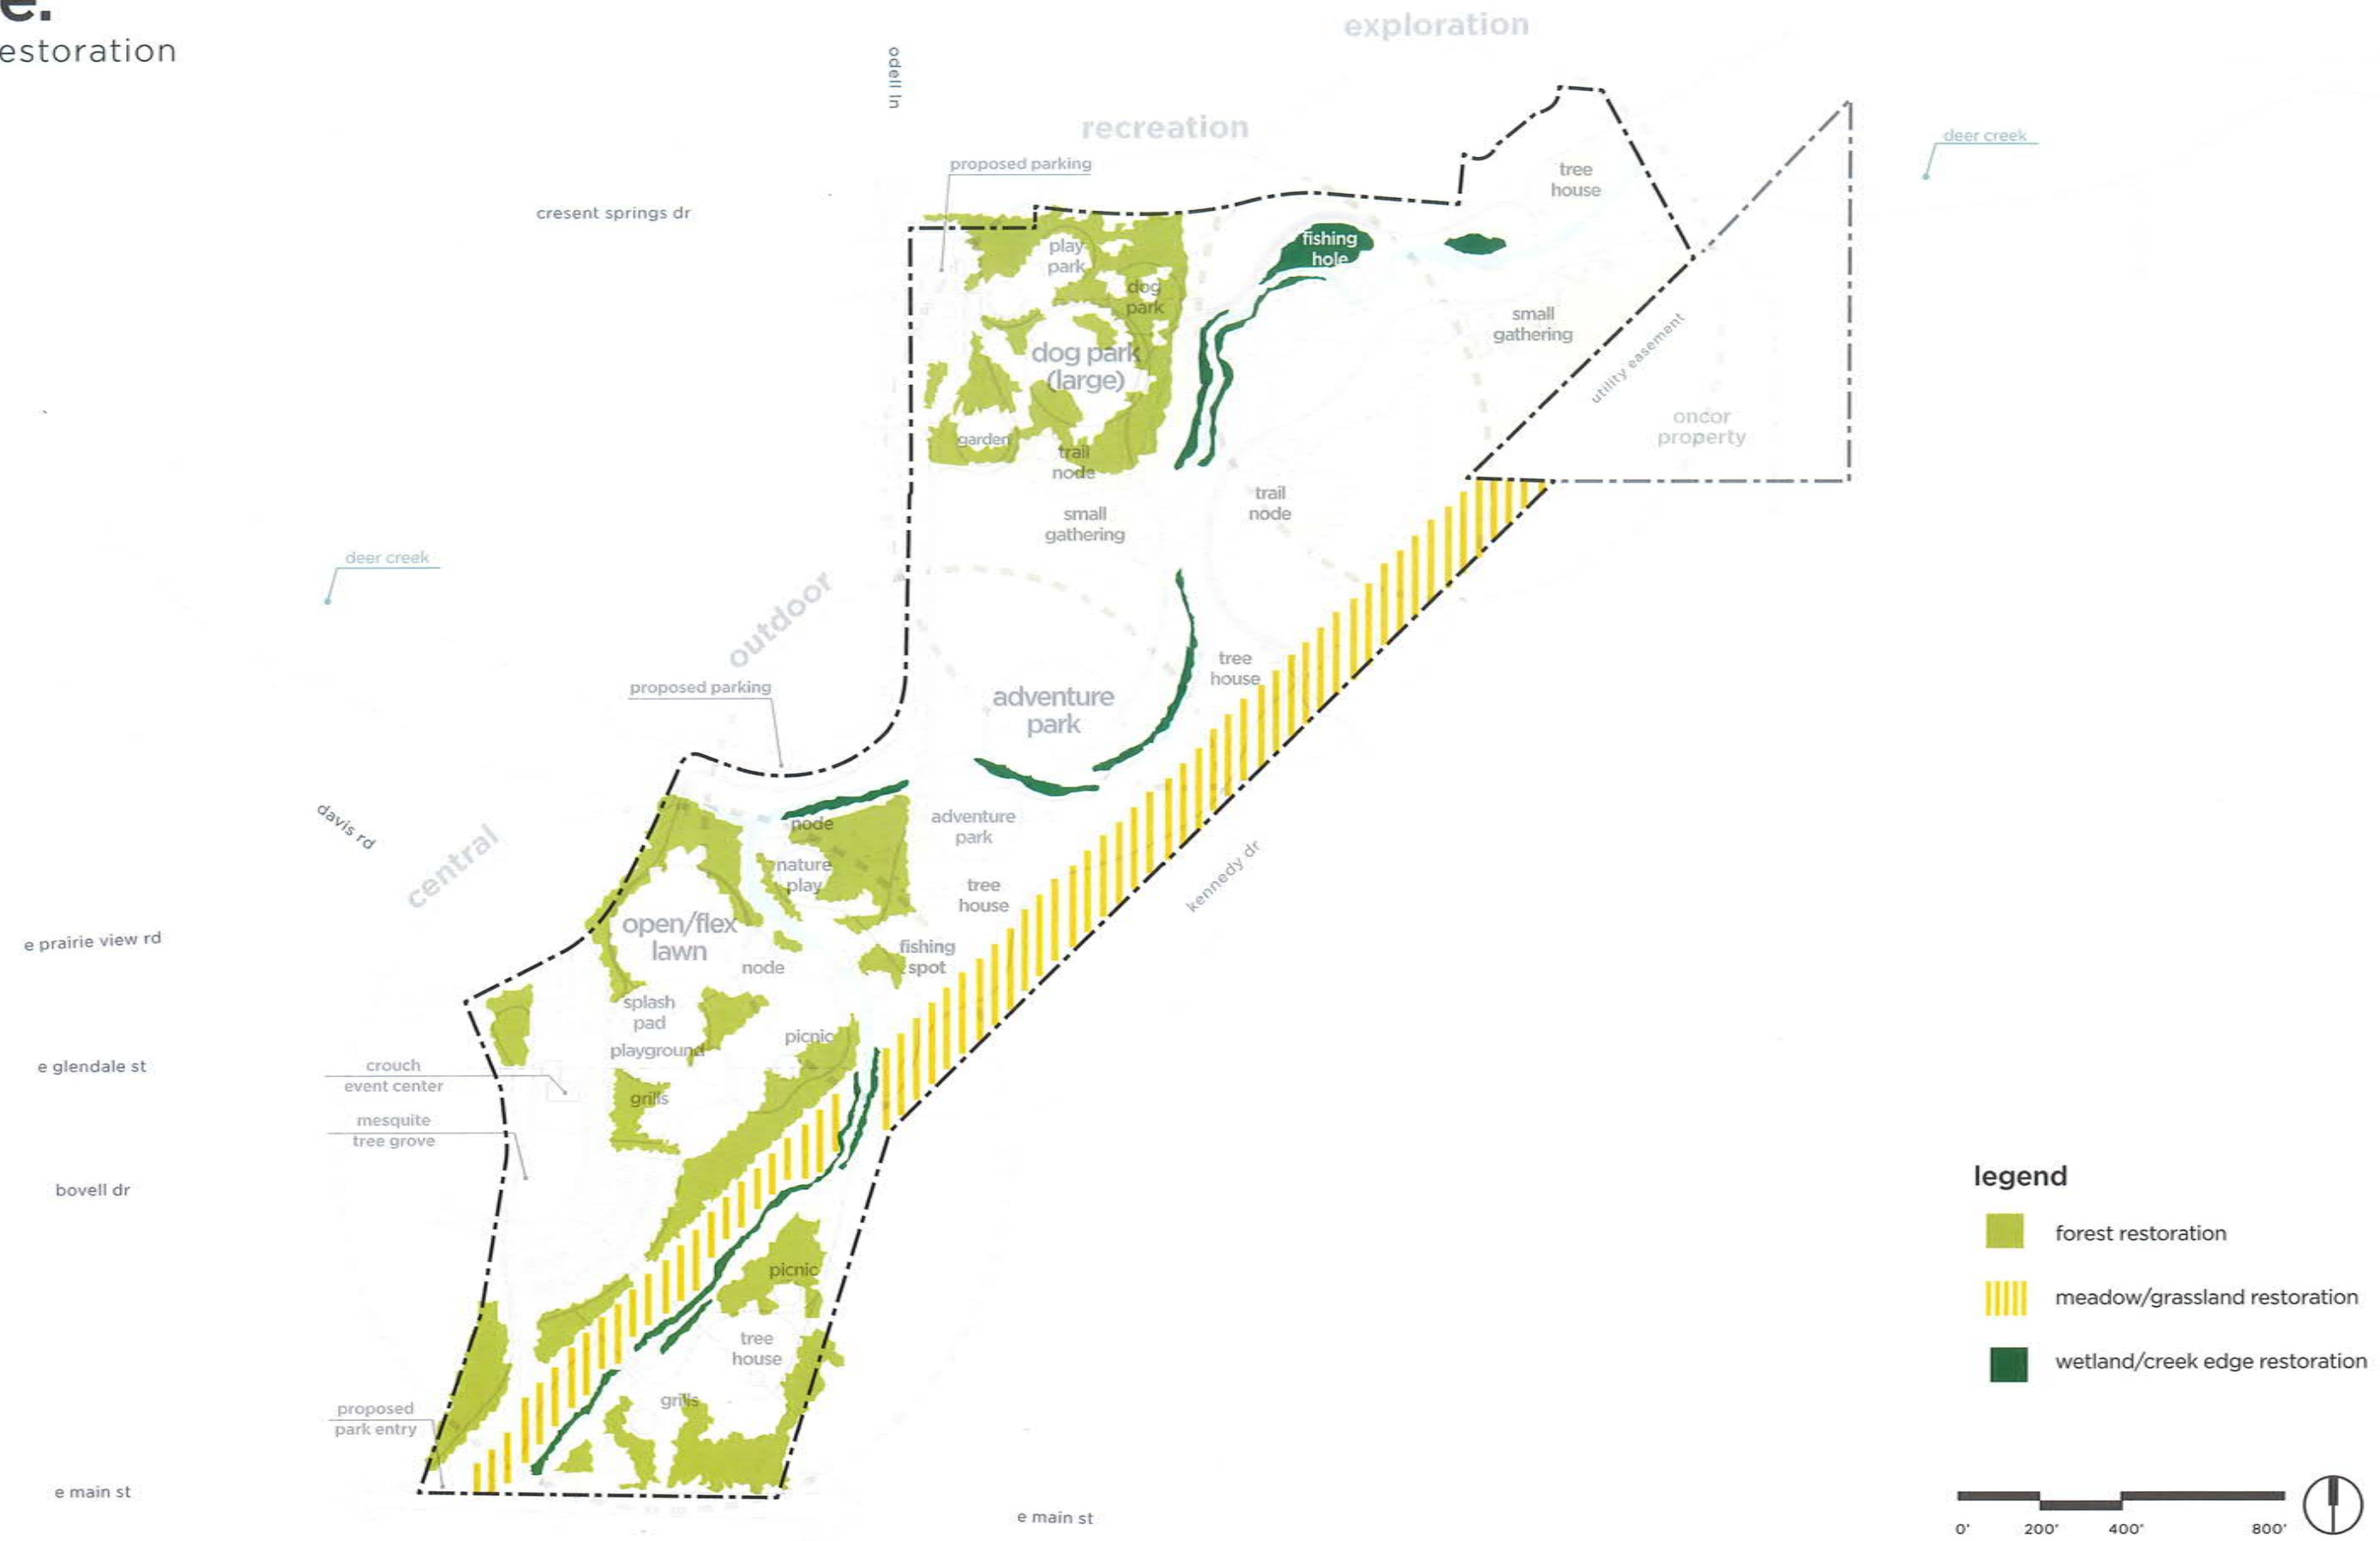 e.
estoration
exploration
odell ln
recreation
deer creek
proposed parking
tree
house
cresent springs dr
fishing
hole
play
park
dog
park
small
gathering
utility easement
dog park
(large)
oncor
property
garden
trail
node
trail
node
small
gathering
deer creek
outdoor
tree
house
proposed parking
adventure
park
davis rd
central
node
adventure
park
nature
play
kennedy dr
tree
house
open/flex
lawn
e prairie view rd
fishing
spot
node
splash
pad
picnic
playground
crouch
event center
e glendale st
grills
mesquite
tree grove
bovell dr
picnic
tree
house
grills
proposed
park entry
e main st
e main st
legend
forest restoration
meadow/grassland restoration
wetland/creek edge restoration
0' 200' 400' 800'